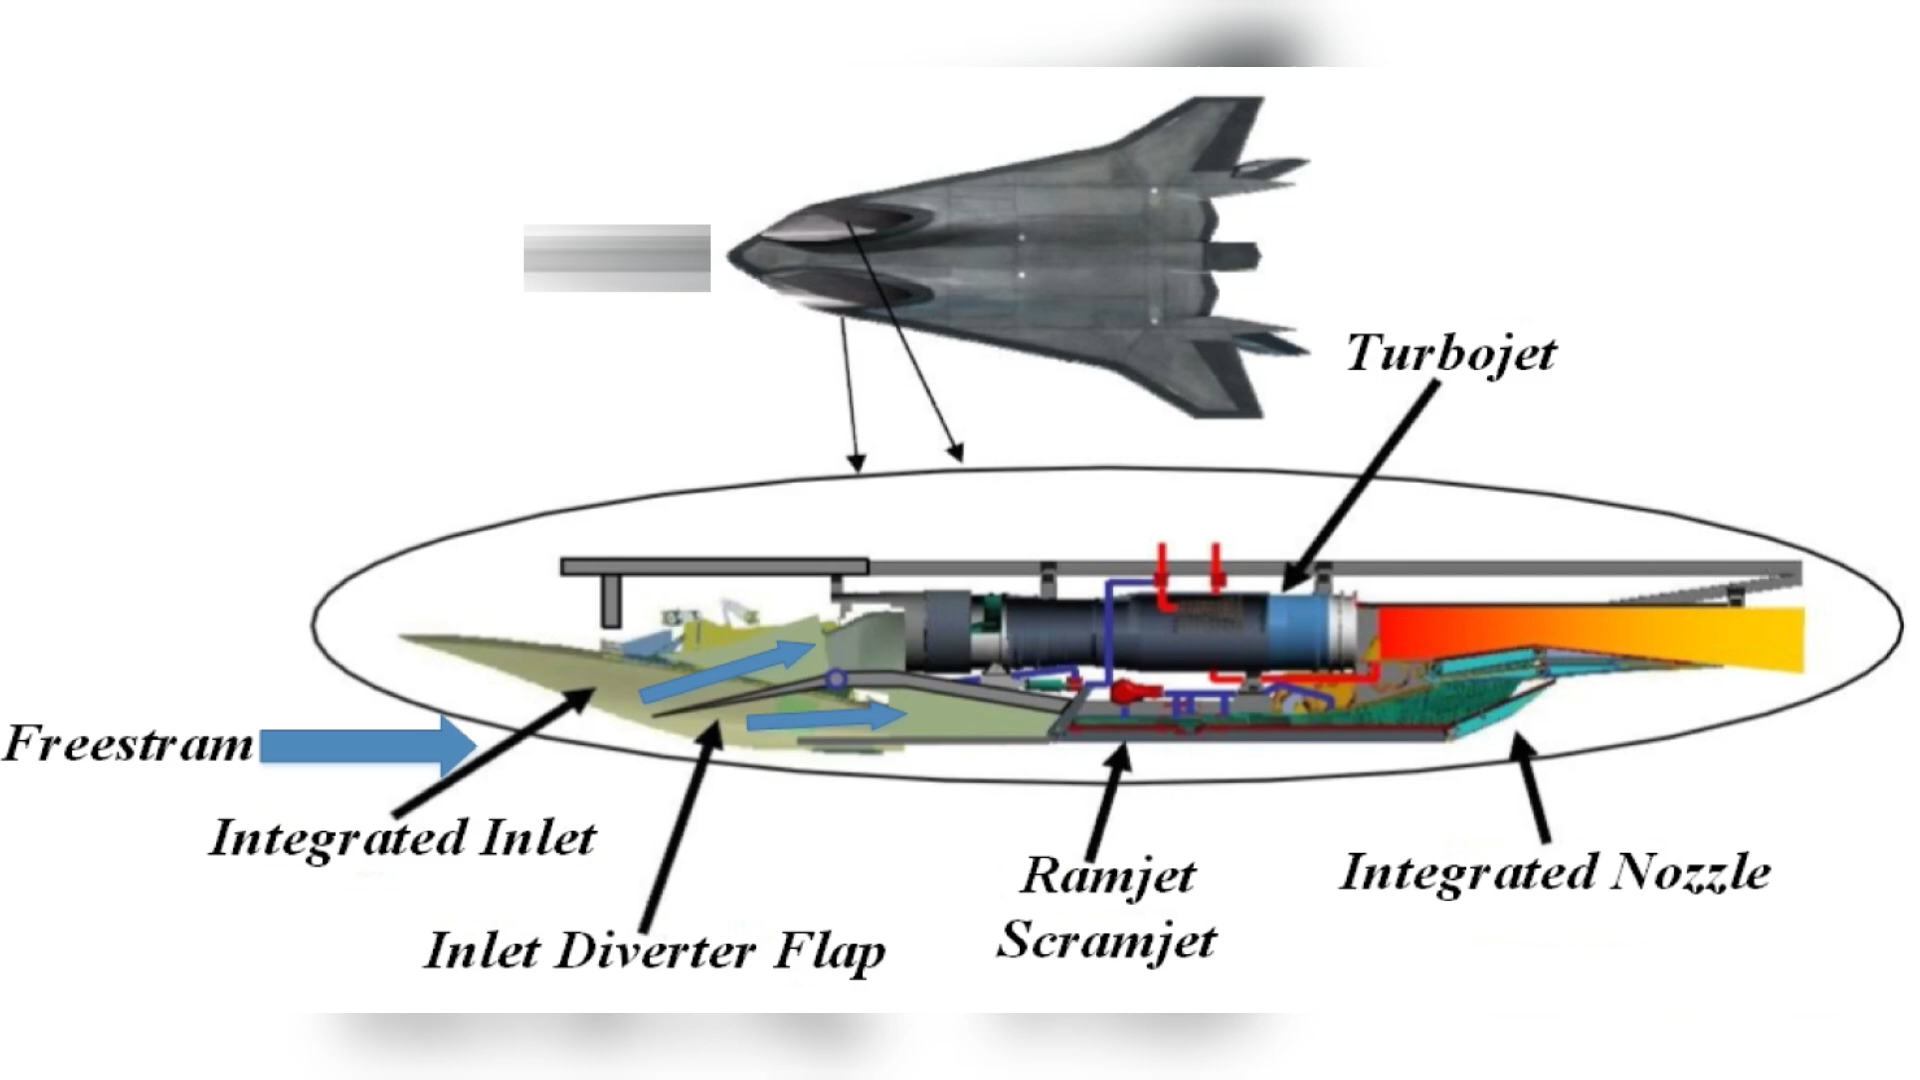 Turbojet
Freestram
Integrated Inlet
Inlet Diverter Flap
Ramjet
Scramjet
Integrated Nozzle